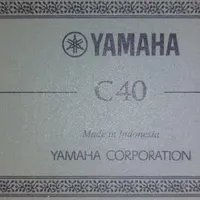 YAMAHA
C40
Made in Indonesia
YAMAHA CORPORATION